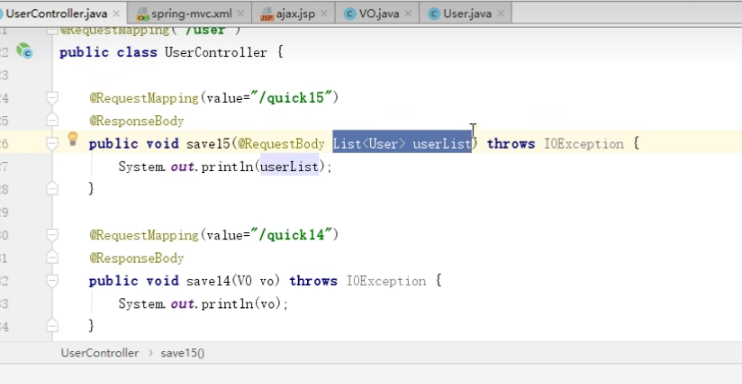 UserController.java × spring-mvc.xml × ajax.jsp × VO.java × User.java ×
@RequestMapping("/user")
22 public class UserController {
23
24 @RequestMapping(value="/quick15")
25 @ResponseBody
26 public void save15(@RequestBody List<User> userList) throws IOException {
27 System.out.println(userList);
28 }
29
30 @RequestMapping(value="/quick14")
31 @ResponseBody
32 public void save14(VO vo) throws IOException {
33 System.out.println(vo);
34 }
UserController > save15()